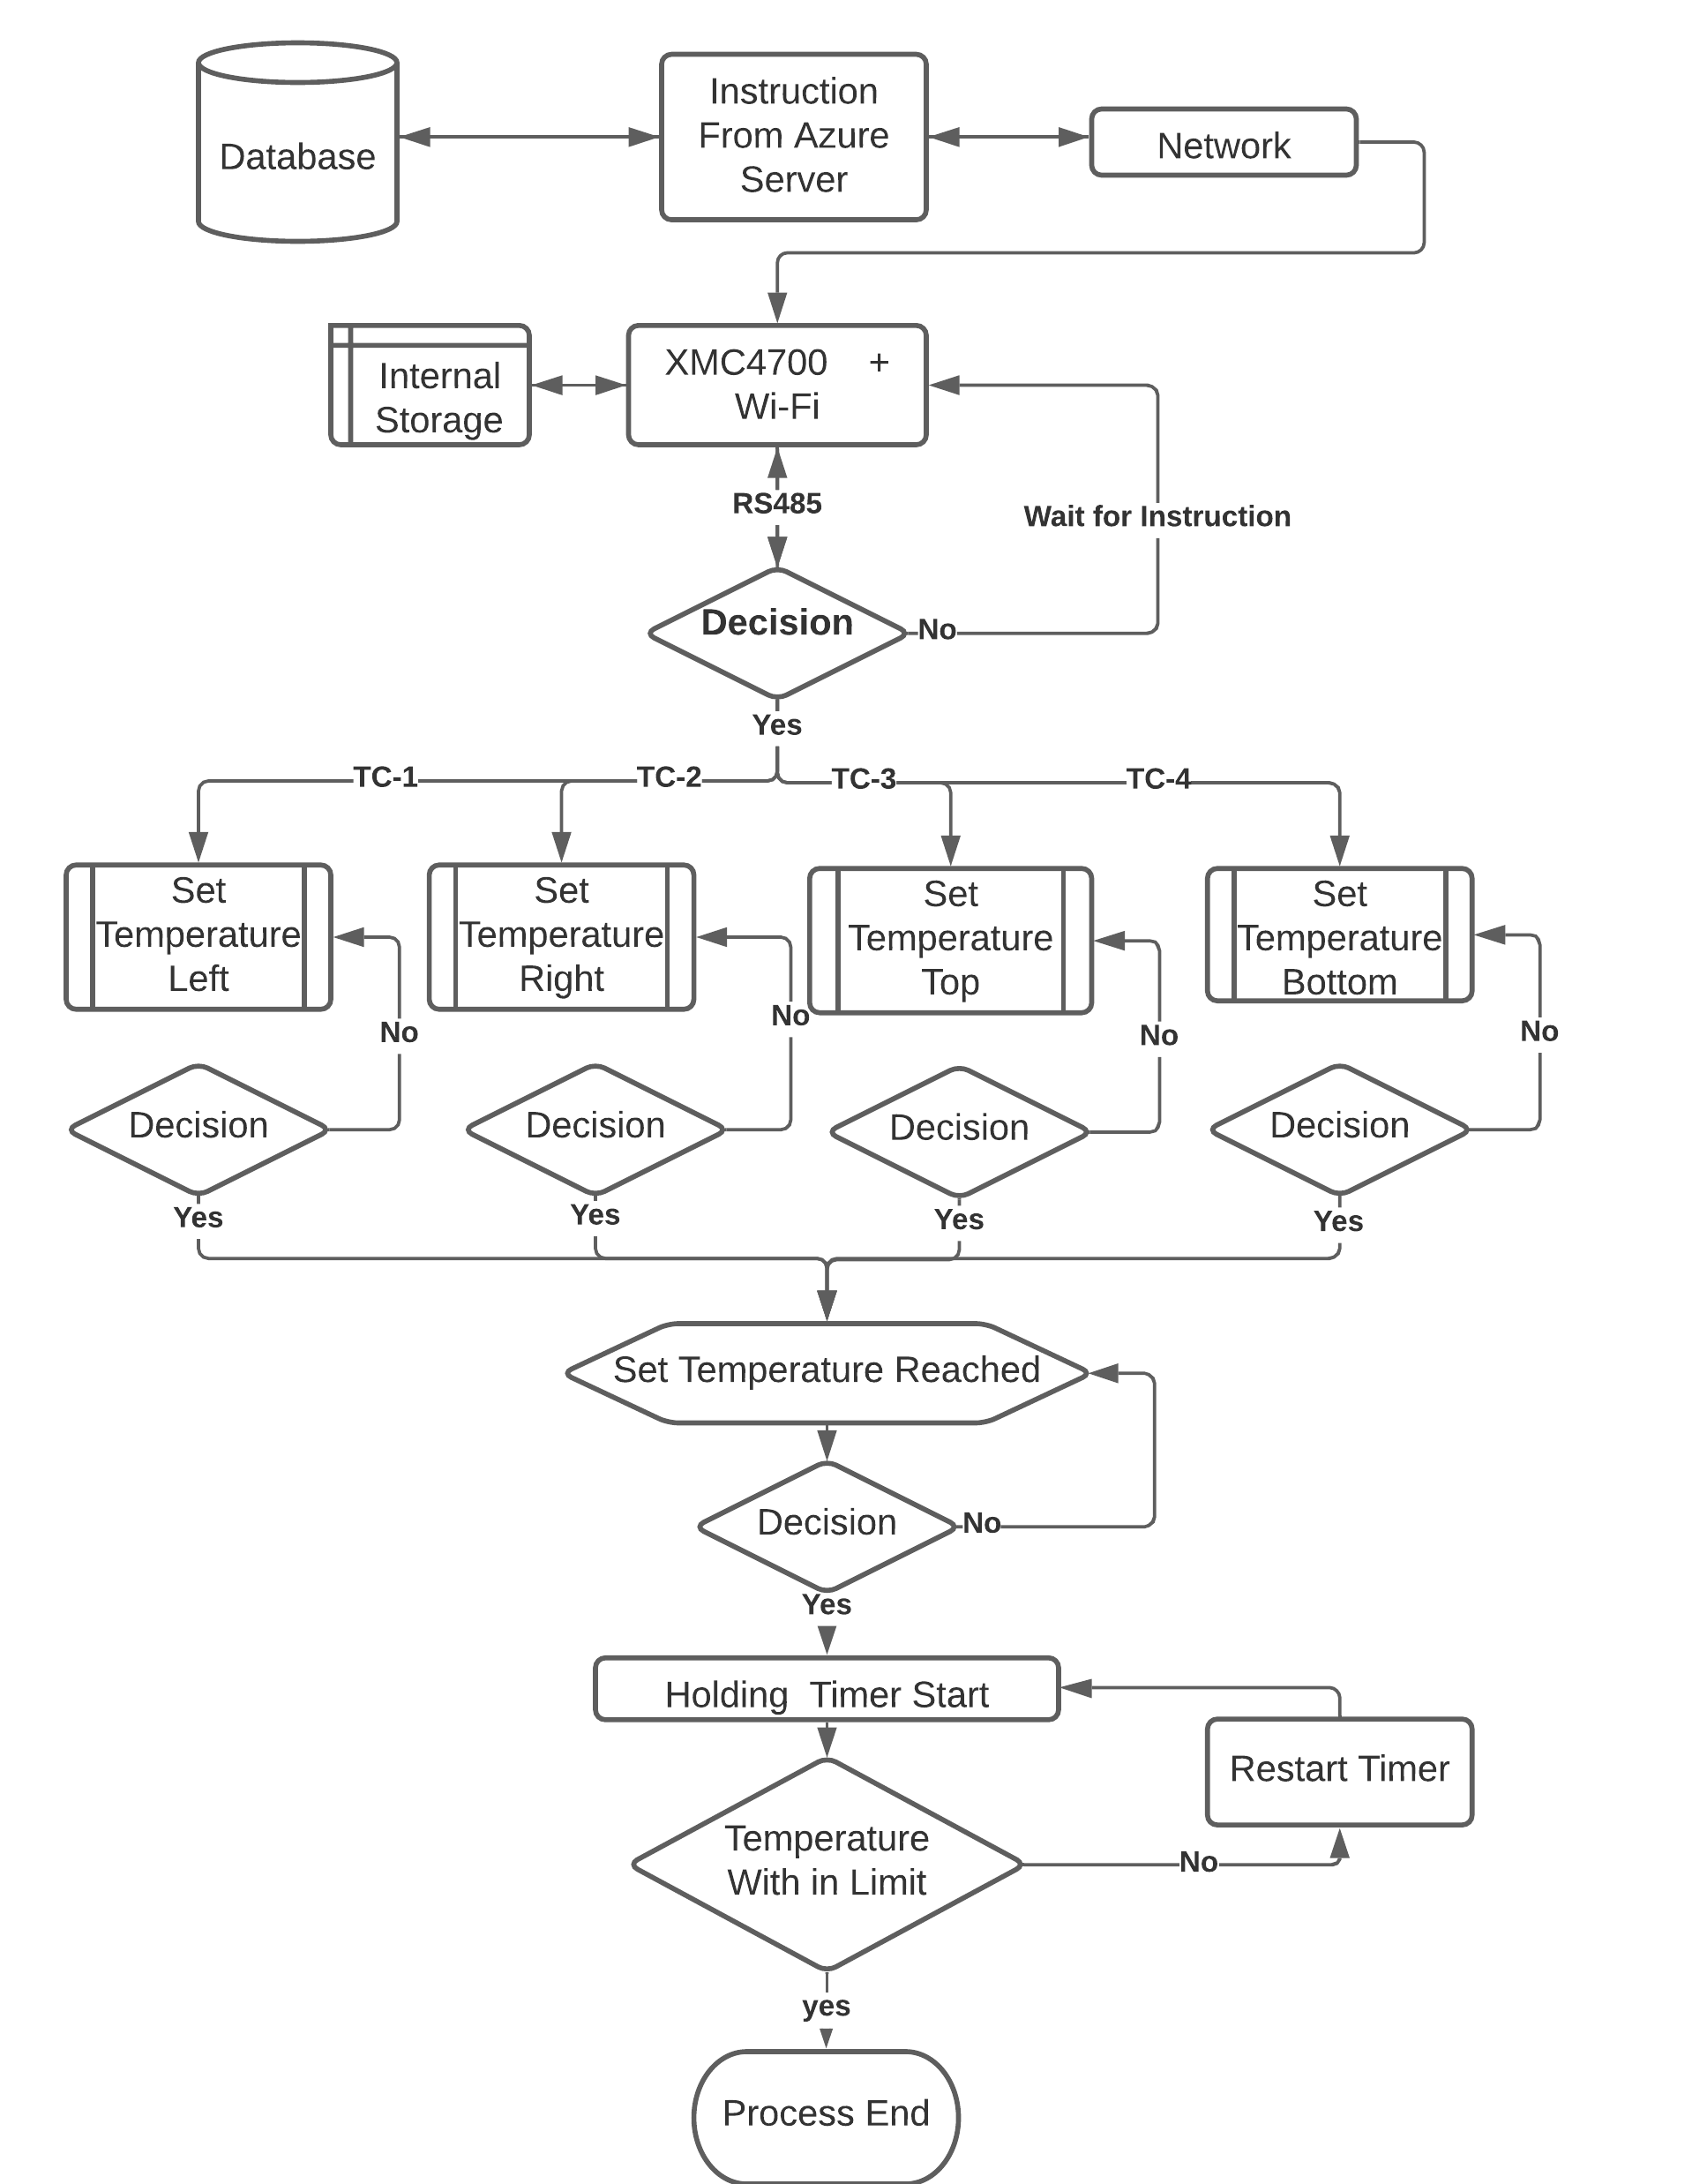 Database
Instruction
From Azure
Server
Network
Internal
Storage
XMC4700 +
Wi-Fi
RS485
Wait for Instruction
Decision
No
Yes
TC-1
TC-2
TC-3
TC-4
Set
Temperature
Left
Set
Temperature
Right
Set
Temperature
Top
Set
Temperature
Bottom
No
No
No
No
Decision
Decision
Decision
Decision
Yes
Yes
Yes
Yes
Set Temperature Reached
Decision
No
Yes
Holding  Timer Start
Restart Timer
Temperature
With in Limit
No
yes
Process End